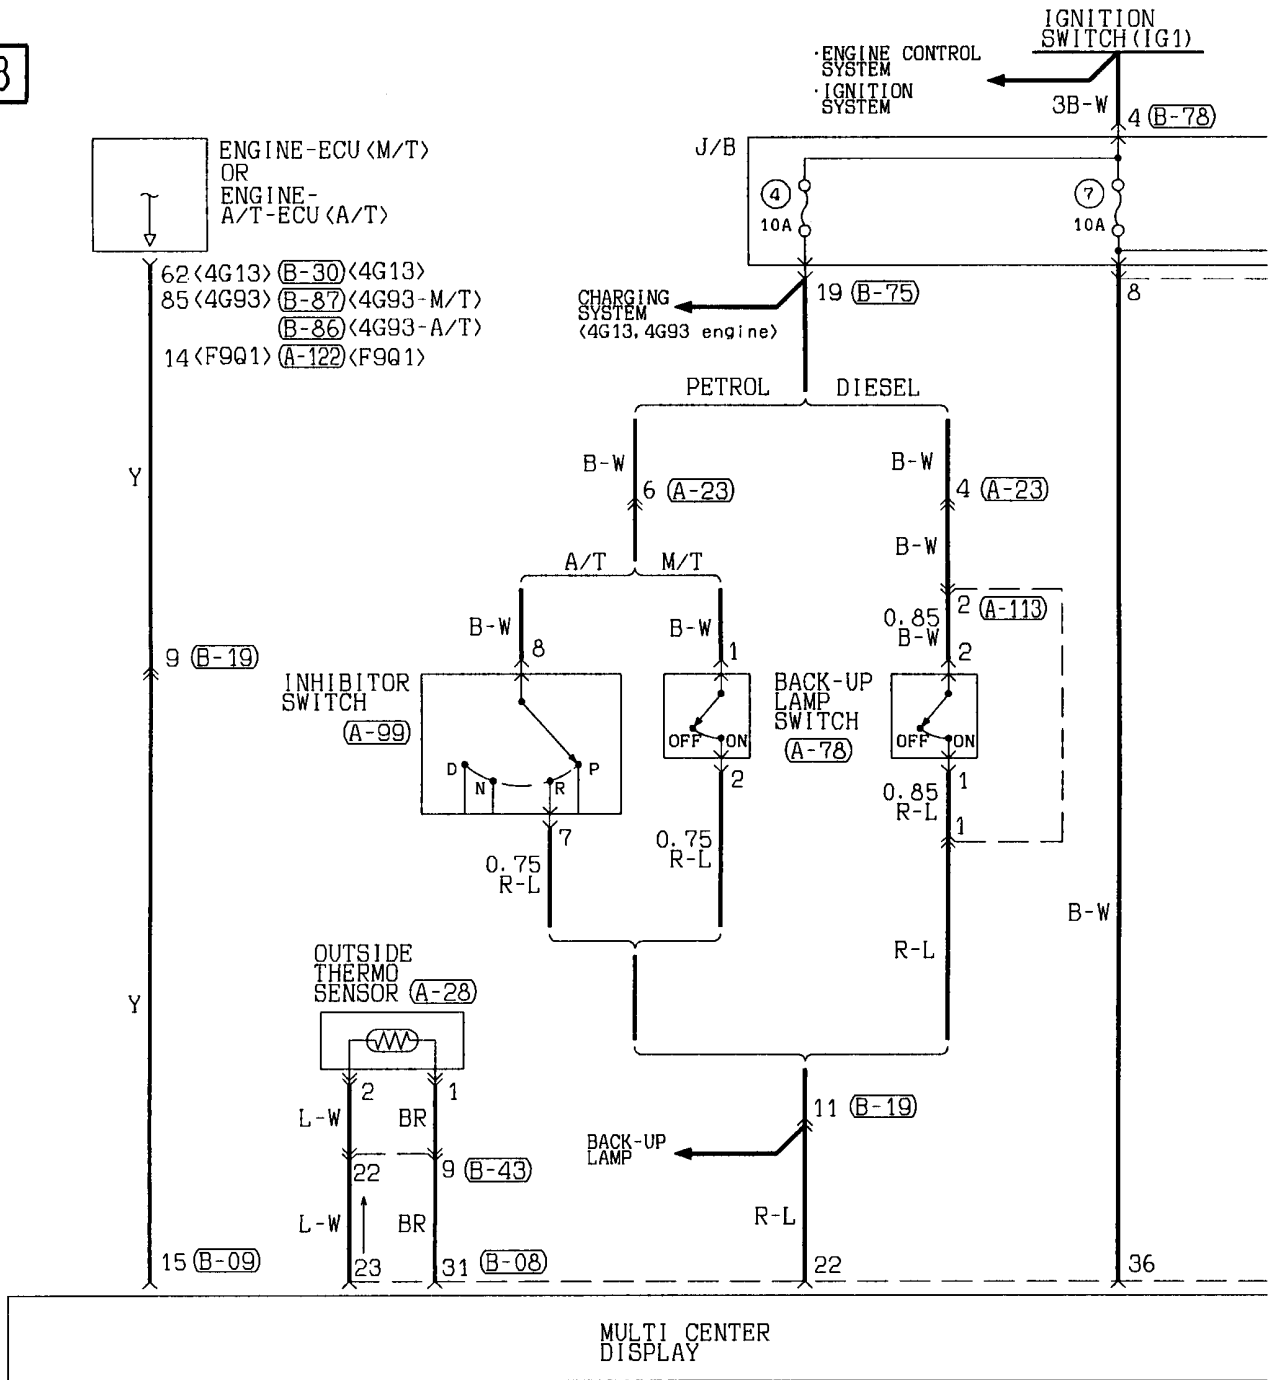 IGNITION
SWITCH(IG1)
·ENGINE CONTROL
SYSTEM
·IGNITION
SYSTEM
3B-W
4 (B-78)
J/B
4
10A
7
10A
ENGINE-ECU<M/T>
OR
ENGINE-
A/T-ECU<A/T>
62<4G13> (B-30)<4G13>
85<4G93> (B-87)<4G93-M/T>
(B-86)<4G93-A/T>
14<F9Q1> (A-122)<F9Q1>
CHARGING
SYSTEM
<4G13,4G93 engine>
19 (B-75)
8
PETROL DIESEL
Y
B-W
6 (A-23)
B-W
4 (A-23)
B-W
A/T M/T
2 (A-113)
0.85
B-W
B-W
8
B-W
1
2
9 (B-19)
INHIBITOR
SWITCH
(A-99)
D
N
R
P
OFF ON
BACK-UP
LAMP
SWITCH
(A-78)
OFF ON
7
2
1
0.75
R-L
0.75
R-L
0.85
R-L
1
B-W
R-L
Y
OUTSIDE
THERMO
SENSOR (A-28)
2
1
L-W
BR
22
9 (B-43)
L-W
BR
11 (B-19)
BACK-UP
LAMP
R-L
15 (B-09)
23
31 (B-08)
22
36
MULTI CENTER
DISPLAY